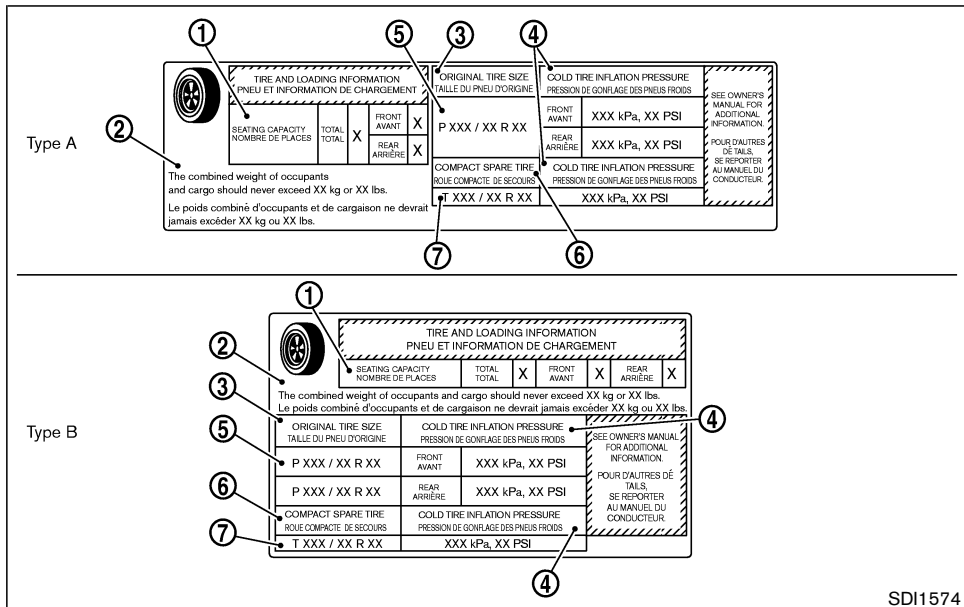 Type A
①
⑤
③
④
②
TIRE AND LOADING INFORMATION
PNEU ET INFORMATION DE CHARGEMENT
SEATING CAPACITY
NOMBRE DE PLACES
TOTAL
TOTAL
X
FRONT
AVANT
X
REAR
ARRIÈRE
X
The combined weight of occupants
and cargo should never exceed XX kg or XX lbs.
Le poids combiné d'occupants et de cargaison ne devrait
jamais excéder XX kg ou XX lbs.
ORIGINAL TIRE SIZE
TAILLE DU PNEU D'ORIGINE
COLD TIRE INFLATION PRESSURE
PRESSION DE GONFLAGE DES PNEUS FROIDS
P XXX / XX R XX
FRONT
AVANT
XXX kPa, XX PSI
REAR
ARRIÈRE
XXX kPa, XX PSI
COMPACT SPARE TIRE
ROUE COMPACTE DE SECOURS
COLD TIRE INFLATION PRESSURE
PRESSION DE GONFLAGE DES PNEUS FROIDS
T XXX / XX R XX
XXX kPa, XX PSI
SEE OWNER'S
MANUAL FOR
ADDITIONAL
INFORMATION.
POUR D'AUTRES
DÉ TAILS,
SE REPORTER
AU MANUEL DU
CONDUCTEUR.
⑦
⑥
Type B
①
②
③
⑤
⑥
⑦
④
④
TIRE AND LOADING INFORMATION
PNEU ET INFORMATION DE CHARGEMENT
SEATING CAPACITY
NOMBRE DE PLACES
TOTAL
TOTAL
X
FRONT
AVANT
X
REAR
ARRIÈRE
X
The combined weight of occupants and cargo should never exceed XX kg or XX lbs.
Le poids combiné d'occupants et de cargaison ne devrait jamais excéder XX kg ou XX lbs.
ORIGINAL TIRE SIZE
TAILLE DU PNEU D'ORIGINE
COLD TIRE INFLATION PRESSURE
PRESSION DE GONFLAGE DES PNEUS FROIDS
P XXX / XX R XX
FRONT
AVANT
XXX kPa, XX PSI
P XXX / XX R XX
REAR
ARRIÈRE
XXX kPa, XX PSI
COMPACT SPARE TIRE
ROUE COMPACTE DE SECOURS
COLD TIRE INFLATION PRESSURE
PRESSION DE GONFLAGE DES PNEUS FROIDS
T XXX / XX R XX
XXX kPa, XX PSI
SEE OWNER'S MANUAL
FOR ADDITIONAL
INFORMATION.
POUR D'AUTRES DÉ
TAILS,
SE REPORTER
AU MANUEL DU
CONDUCTEUR.
SDI1574